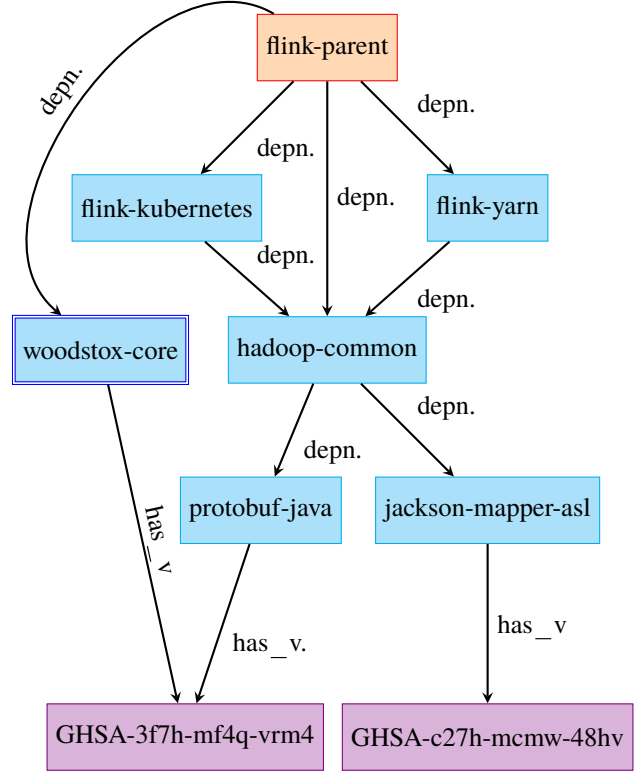 flink-parent
depn.
depn.
depn.
depn.
flink-kubernetes
flink-yarn
depn.
depn.
woodstox-core
hadoop-common
depn.
depn.
protobuf-java
jackson-mapper-asl
has_v
has_v.
has_v
GHSA-3f7h-mf4q-vrm4
GHSA-c27h-mcmw-48hv